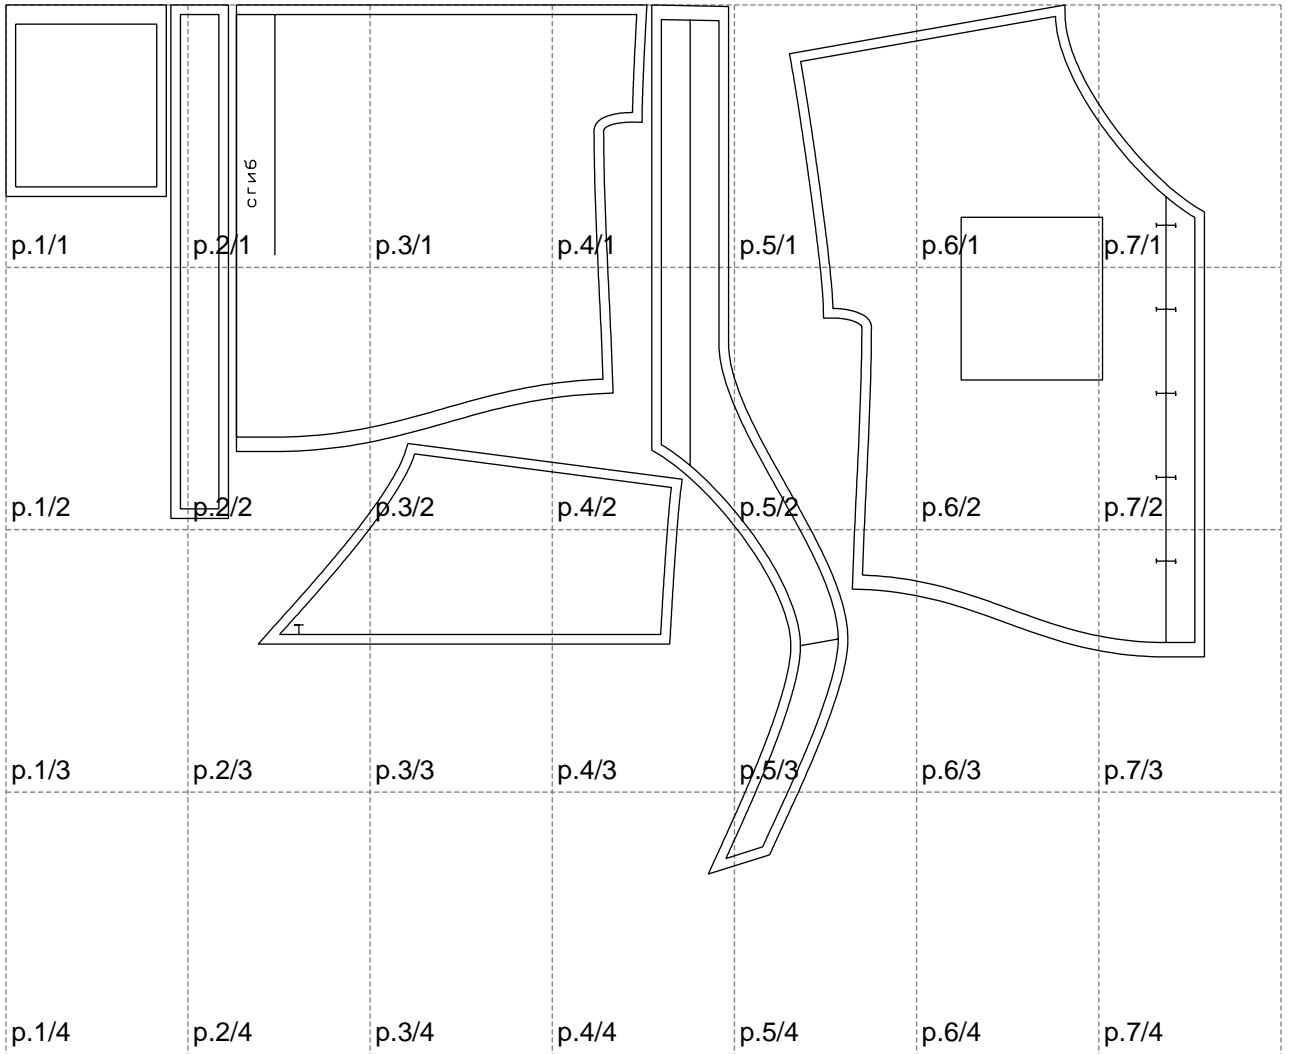 сгиб
p.1/1 p.2/1 p.3/1 p.4/1 p.5/1 p.6/1 p.7/1
p.1/2 p.2/2 p.3/2 p.4/2 p.5/2 p.6/2 p.7/2
p.1/3 p.2/3 p.3/3 p.4/3 p.5/3 p.6/3 p.7/3
p.1/4 p.2/4 p.3/4 p.4/4 p.5/4 p.6/4 p.7/4